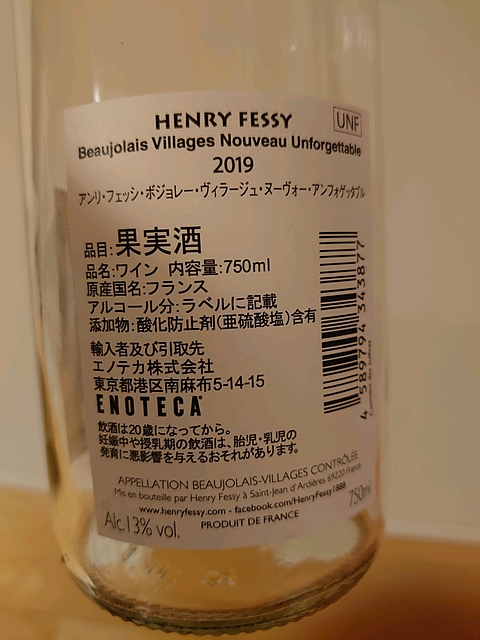 HENRY FESSY
UNF
Beaujolais Villages Nouveau Unforgettable
2019
アンリ・フェッシ・ボジョレー・ヴィラージュ・ヌーヴォー・アンフォゲッタブル
品目:果実酒
品名:ワイン 内容量:750ml
原産国名:フランス
アルコール分:ラベルに記載
添加物:酸化防止剤(亜硫酸塩)含有
輸入者及び引取先
エノテカ株式会社
東京都港区南麻布5-14-15
ENOTECA
飲酒は20歳になってから。
妊娠中や授乳期の飲酒は、胎児・乳児の
発育に悪影響を与えるおそれがあります。
4 589794 343877
APPELLATION BEAUJOLAIS-VILLAGES CONTRÔLÉE
Mis en bouteille par Henry Fessy à Saint-Jean d'Ardières 69220 France
www.henryfessy.com - facebook.com/HenryFessy1888
750ml
Alc.13% vol.
PRODUIT DE FRANCE